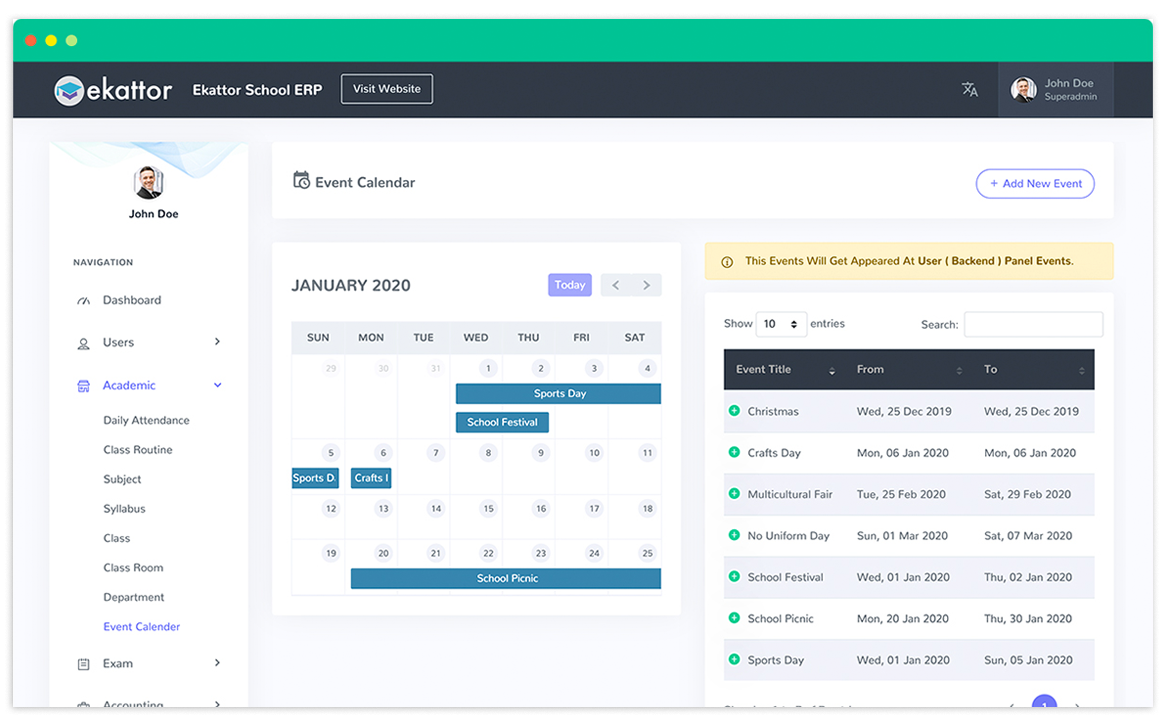 ekattor Ekattor School ERP Visit Website
John Doe
Superadmin
John Doe
NAVIGATION
Dashboard
Users
Academic
Daily Attendance
Class Routine
Subject
Syllabus
Class
Class Room
Department
Event Calender
Exam
Accounting
Event Calendar
+ Add New Event
JANUARY 2020
Today
SUN MON TUE WED THU FRI SAT
29 30 31 1 2 3 4
Sports Day
School Festival
5 6 7 8 9 10 11
Sports D Crafts
12 13 14 15 16 17 18
19 20 21 22 23 24 25
School Picnic
This Events Will Get Appeared At User ( Backend ) Panel Events.
Show 10 entries Search:
Event Title From To
Christmas Wed, 25 Dec 2019 Wed, 25 Dec 2019
Crafts Day Mon, 06 Jan 2020 Mon, 06 Jan 2020
Multicultural Fair Tue, 25 Feb 2020 Sat, 29 Feb 2020
No Uniform Day Sun, 01 Mar 2020 Sat, 07 Mar 2020
School Festival Wed, 01 Jan 2020 Thu, 02 Jan 2020
School Picnic Mon, 20 Jan 2020 Thu, 30 Jan 2020
Sports Day Wed, 01 Jan 2020 Sun, 05 Jan 2020
1